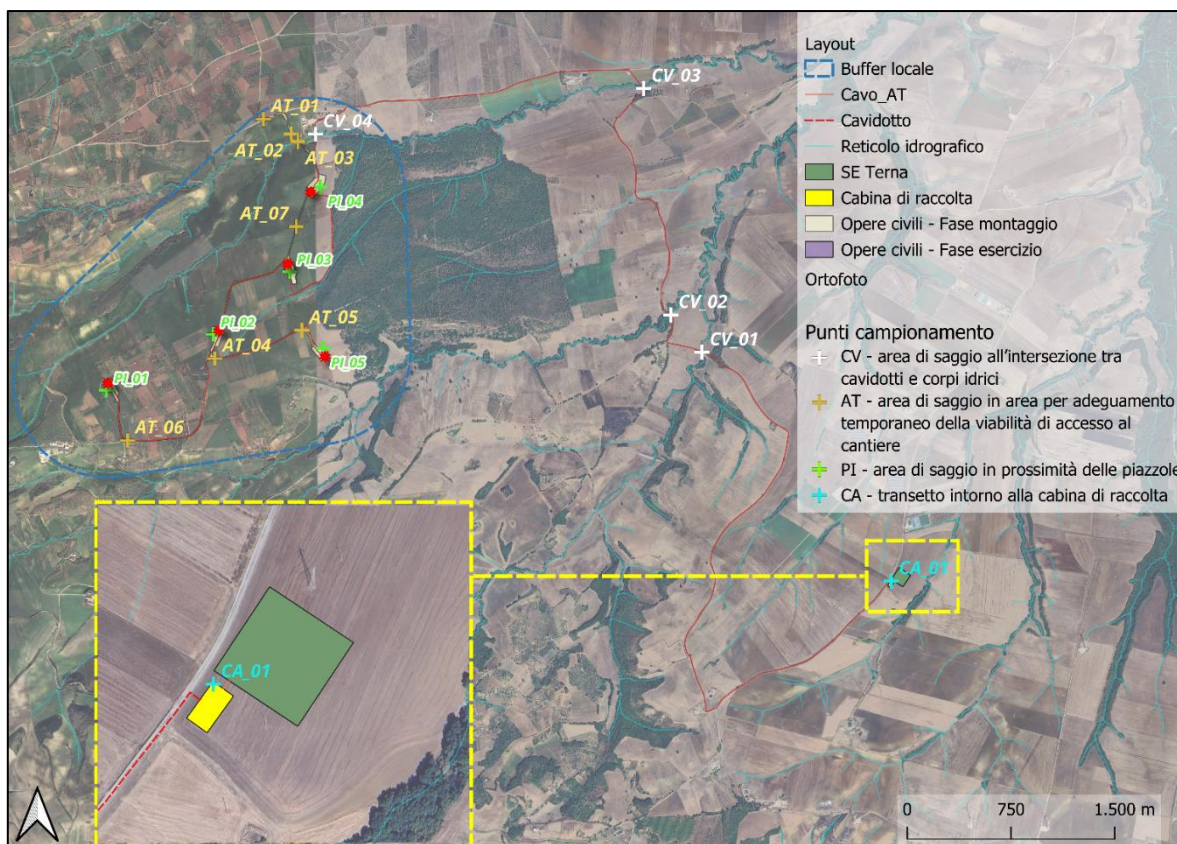 CV_03
AT_01
CV_04
AT_02
AT_03
PI_04
AT_07
PI_03
PI_02
AT_05
AT_04
PI_05
PI_01
AT_06
CV_02
CV_01
CA_01
CA_01
Layout
Buffer locale
Cavo_AT
Cavidotto
Reticolo idrografico
SE Terna
Cabina di raccolta
Opere civili - Fase montaggio
Opere civili - Fase esercizio
Ortofoto
Punti campionamento
CV - area di saggio all'intersezione tra
cavidotti e corpi idrici
AT - area di saggio in area per adeguamento
temporaneo della viabilità di accesso al
cantiere
PI - area di saggio in prossimità delle piazzole
CA - transetto intorno alla cabina di raccolta
0 750 1.500 m